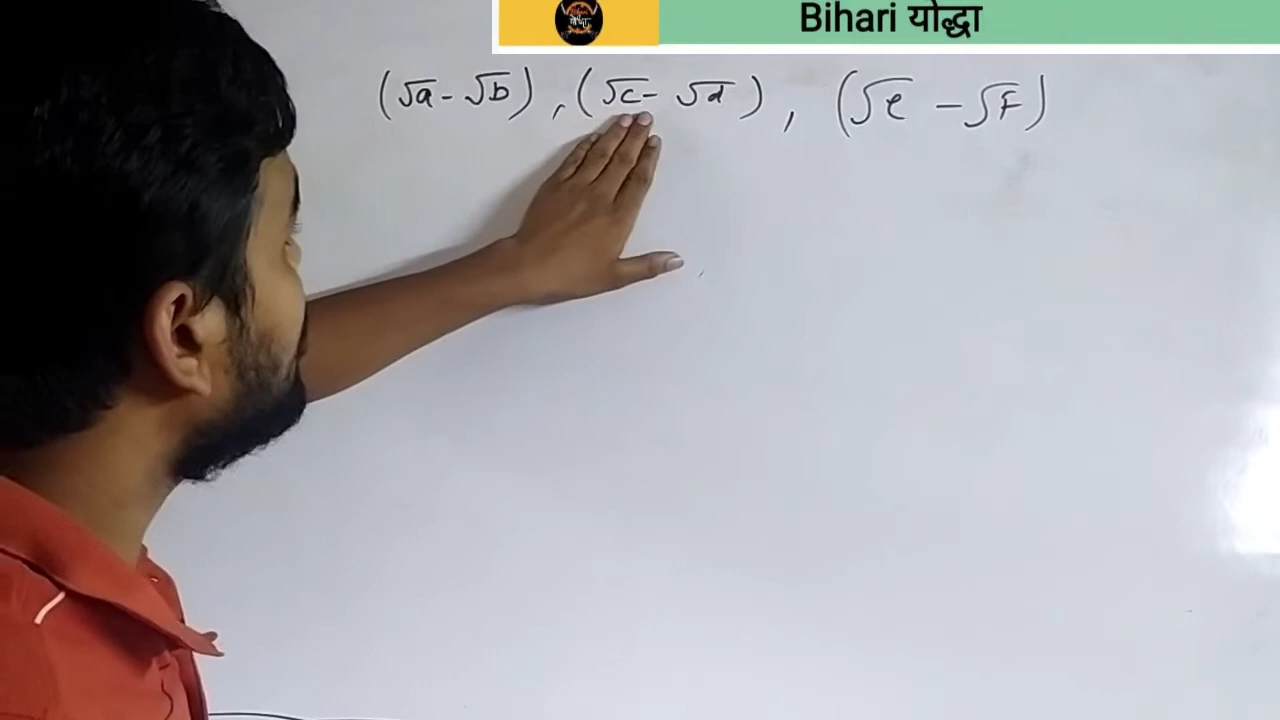 Bihari योद्धा
(√a - √b) , (√c - √d) , (√e - √f)